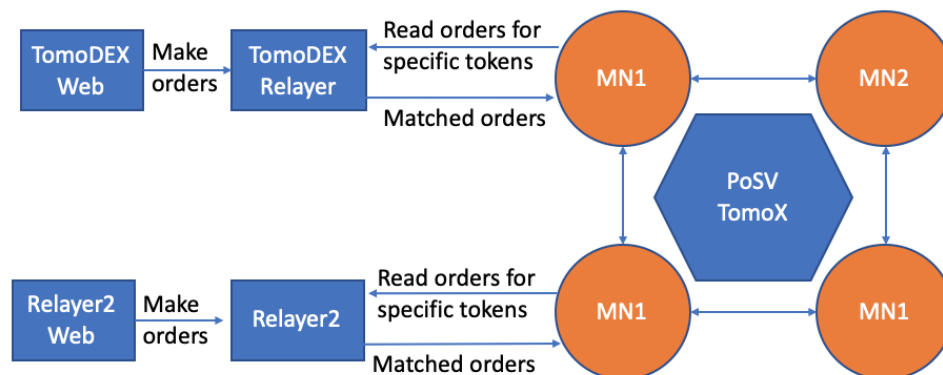 TomoDEX
Web
Make
orders
TomoDEX
Relayer
Read orders for
specific tokens
Matched orders
MN1
MN2
PoSV
TomoX
Relayer2
Web
Make
orders
Relayer2
Read orders for
specific tokens
Matched orders
MN1
MN1